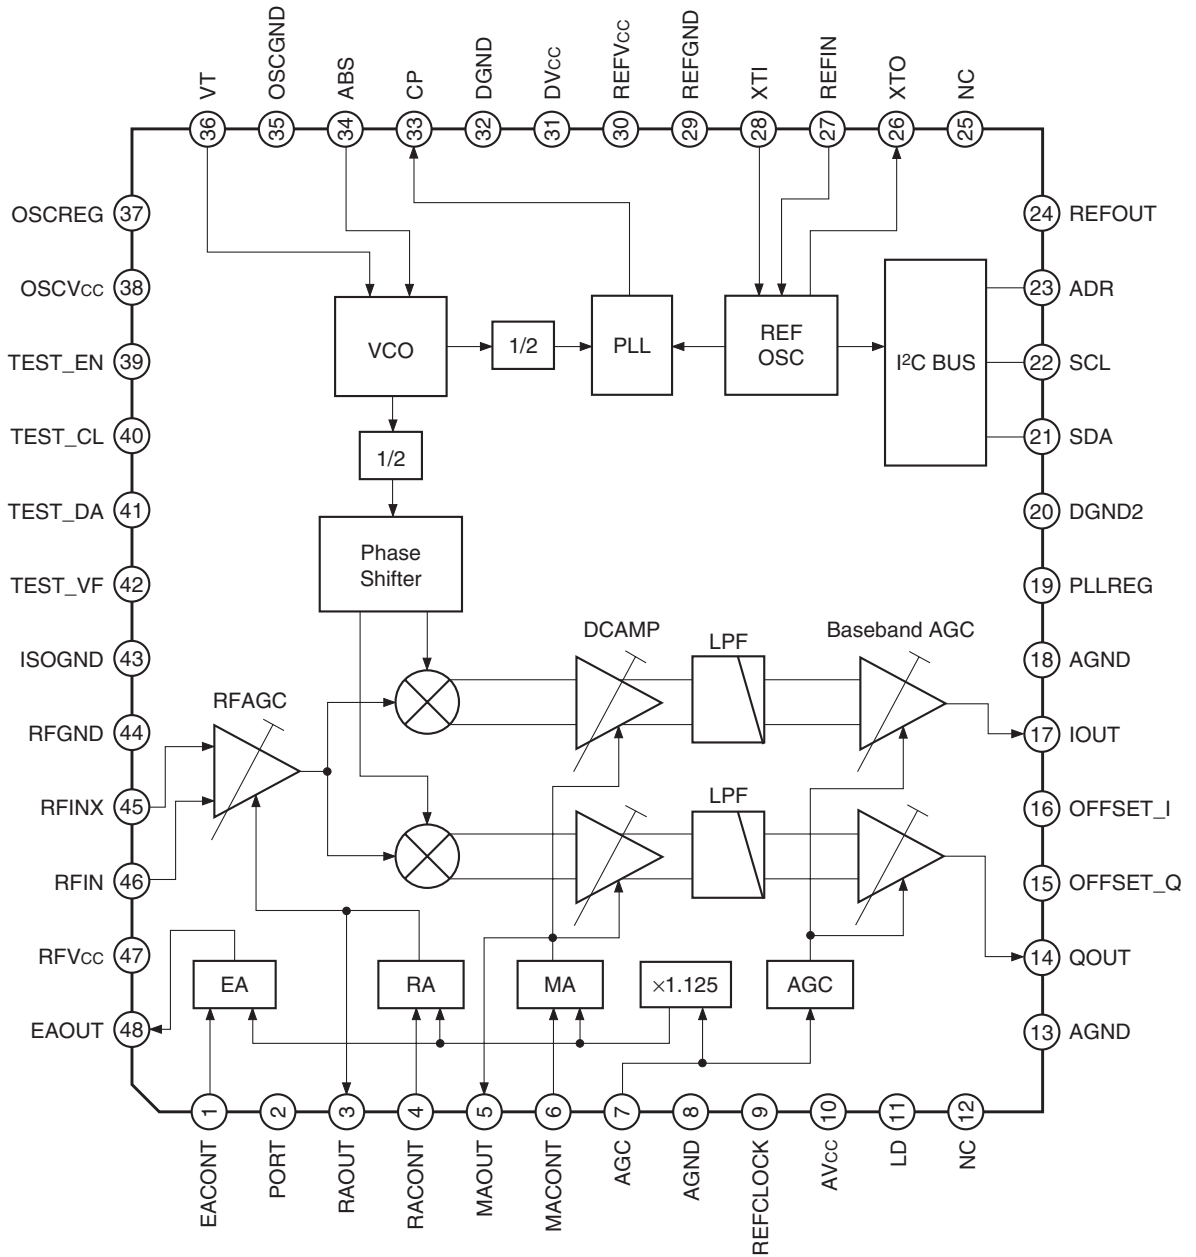 VT
OSCGND
ABS
CP
DGND
DVcc
REFVcc
REFGND
XTI
REFIN
XTO
NC
36
35
34
33
32
31
30
29
28
27
26
25
OSCREG 37
OSCVcc 38
TEST_EN 39
TEST_CL 40
TEST_DA 41
TEST_VF 42
ISOGND 43
RFGND 44
RFINX 45
RFIN 46
RFVcc 47
EAOUT 48
24 REFOUT
23 ADR
22 SCL
21 SDA
20 DGND2
19 PLLREG
18 AGND
17 IOUT
16 OFFSET_I
15 OFFSET_Q
14 QOUT
13 AGND
VCO
1/2
PLL
REF
OSC
I²C BUS
1/2
Phase
Shifter
DCAMP
LPF
Baseband AGC
RFAGC
LPF
EA
RA
MA
×1.125
AGC
1
2
3
4
5
6
7
8
9
10
11
12
EACONT
PORT
RAOUT
RACONT
MAOUT
MACONT
AGC
AGND
REFCLOCK
AVcc
LD
NC